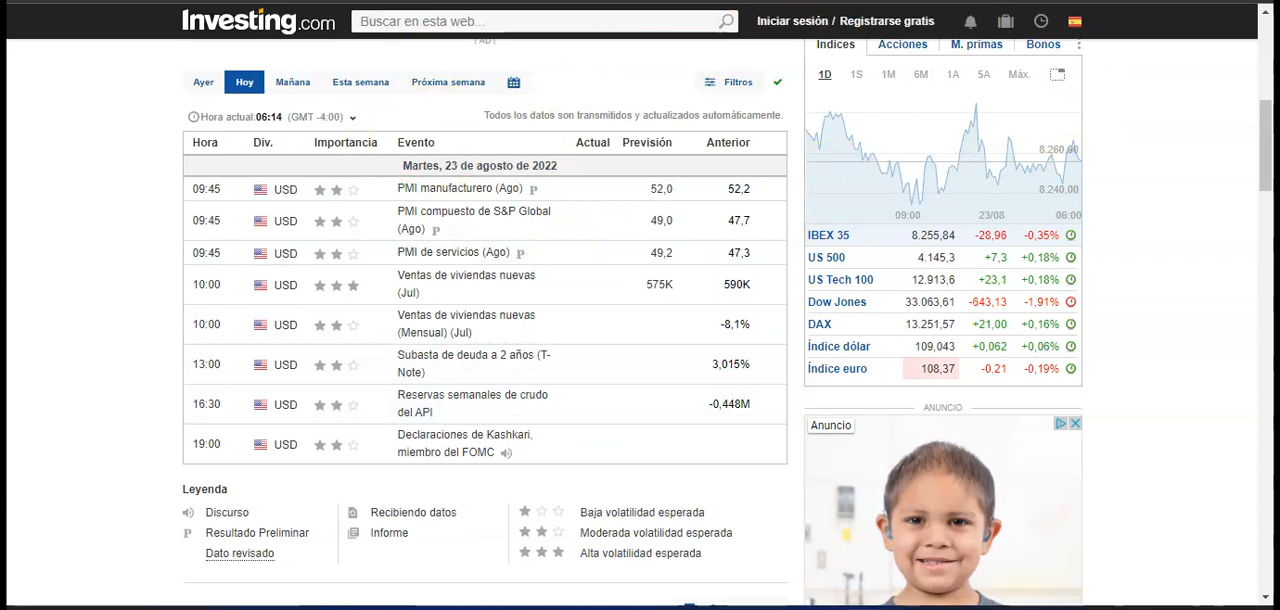 Investing.com
Buscar en esta web...
Iniciar sesión / Registrarse gratis
Ayer Hoy Mañana Esta semana Próxima semana Filtros
Hora actual:06:14 (GMT -4:00) Todos los datos son transmitidos y actualizados automáticamente.
Hora Div. Importancia Evento Actual Previsión Anterior
Martes, 23 de agosto de 2022
09:45 USD PMI manufacturero (Ago) P 52,0 52,2
09:45 USD PMI compuesto de S&P Global (Ago) P 49,0 47,7
09:45 USD PMI de servicios (Ago) P 49,2 47,3
10:00 USD Ventas de viviendas nuevas (Jul) 575K 590K
10:00 USD Ventas de viviendas nuevas (Mensual) (Jul) -8,1%
13:00 USD Subasta de deuda a 2 años (T-Note) 3,015%
16:30 USD Reservas semanales de crudo del API -0,448M
19:00 USD Declaraciones de Kashkari, miembro del FOMC
Leyenda
Discurso
P Resultado Preliminar
Dato revisado
Recibiendo datos
Informe
Baja volatilidad esperada
Moderada volatilidad esperada
Alta volatilidad esperada
Índices Acciones M. primas Bonos
1D 1S 1M 6M 1A 5A Máx.
8.260,00
8.240,00
09:00 23/08 06:00
IBEX 35 8.255,84 -28,96 -0,35%
US 500 4.145,3 +7,3 +0,18%
US Tech 100 12.913,6 +23,1 +0,18%
Dow Jones 33.063,61 -643,13 -1,91%
DAX 13.251,57 +21,00 +0,16%
Índice dólar 109,043 +0,062 +0,06%
Índice euro 108,37 -0,21 -0,19%
ANUNCIO
Anuncio